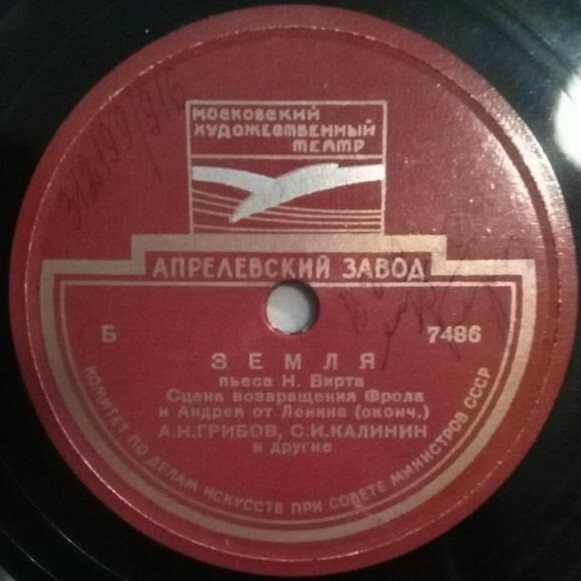 МОСКОВСКИЙ
ХУДОЖЕСТВЕННЫЙ
ТЕАТР
АПРЕЛЕВСКИЙ ЗАВОД
Б 7486
ЗЕМЛЯ
пьеса Н. Вирта
Сцена возвращения Фрола
и Андрея от Ленина (оконч.)
А.Н.ГРИБОВ, С.И.КАЛИНИН
и другие
КОМИТЕТ ПО ДЕЛАМ ИСКУССТВ ПРИ СОВЕТЕ МИНИСТРОВ СССР